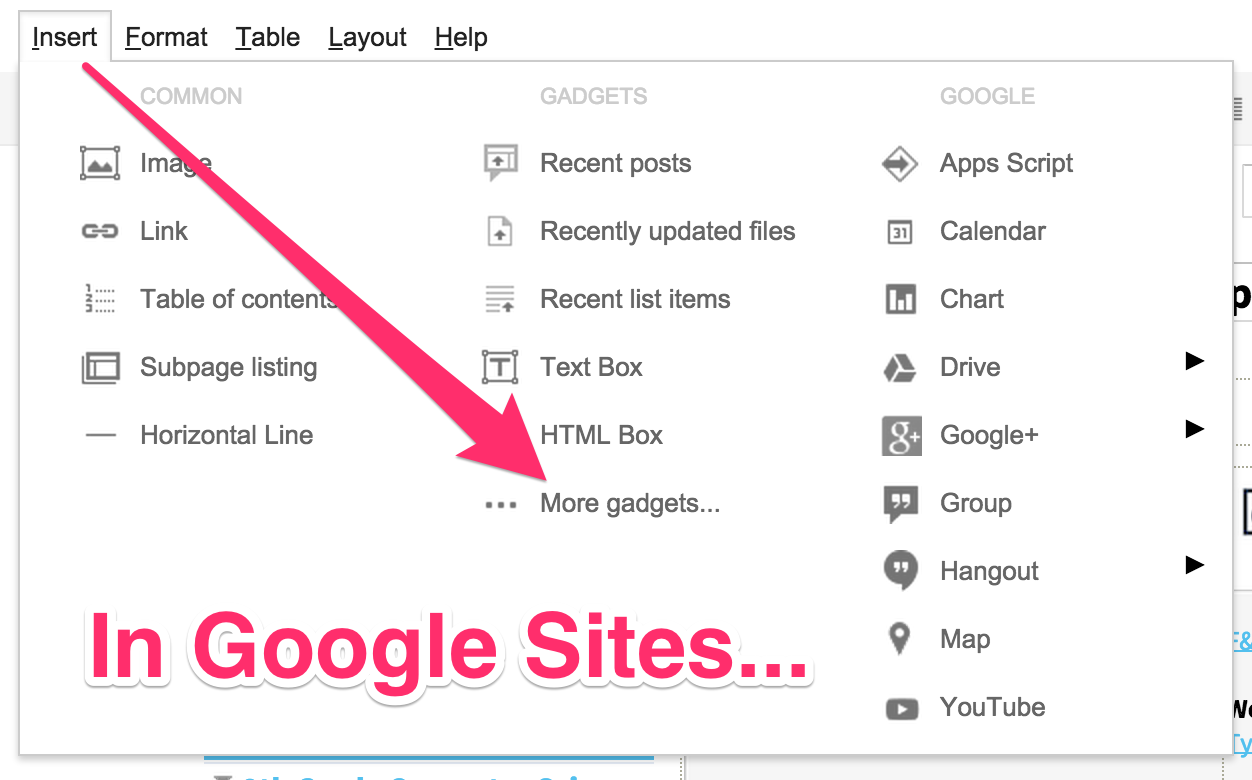 Insert Format Table Layout Help
COMMON
Image
Link
Table of contents
Subpage listing
Horizontal Line
GADGETS
Recent posts
Recently updated files
Recent list items
Text Box
HTML Box
More gadgets...
GOOGLE
Apps Script
Calendar
31
Chart
Drive
Google+
g+
Group
Hangout
Map
YouTube
In Google Sites...